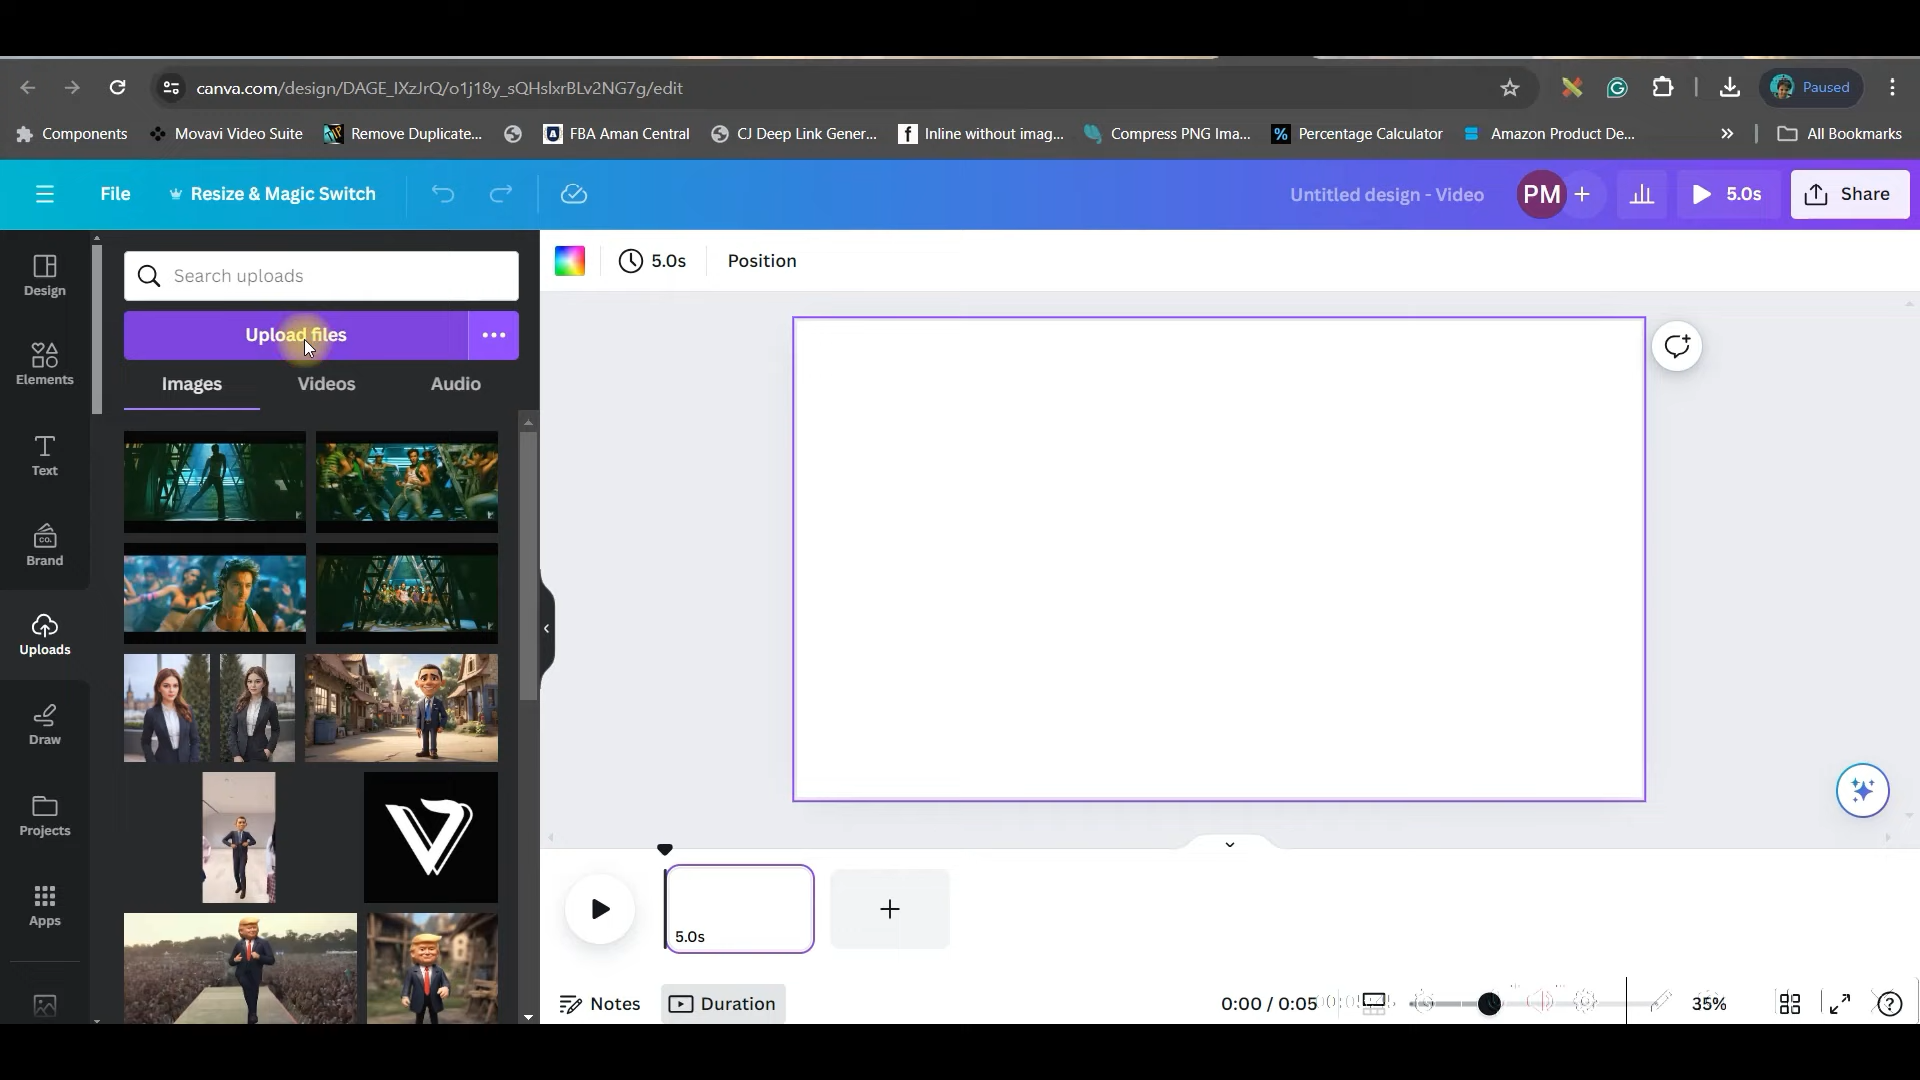 canva.com/design/DAGE_IXzJrQ/o1j18y_sQHslxrBLv2NG7g/edit
Paused
Components
Movavi Video Suite
Remove Duplicate...
FBA Aman Central
CJ Deep Link Gener...
Inline without imag...
Compress PNG Ima...
Percentage Calculator
Amazon Product De...
All Bookmarks
File
Resize & Magic Switch
Untitled design - Video
PM
5.0s
Share
Design
Elements
Text
Brand
Uploads
Draw
Projects
Apps
Search uploads
Upload files
Images
Videos
Audio
5.0s
Position
5.0s
Notes
Duration
0:00 / 0:05
35%